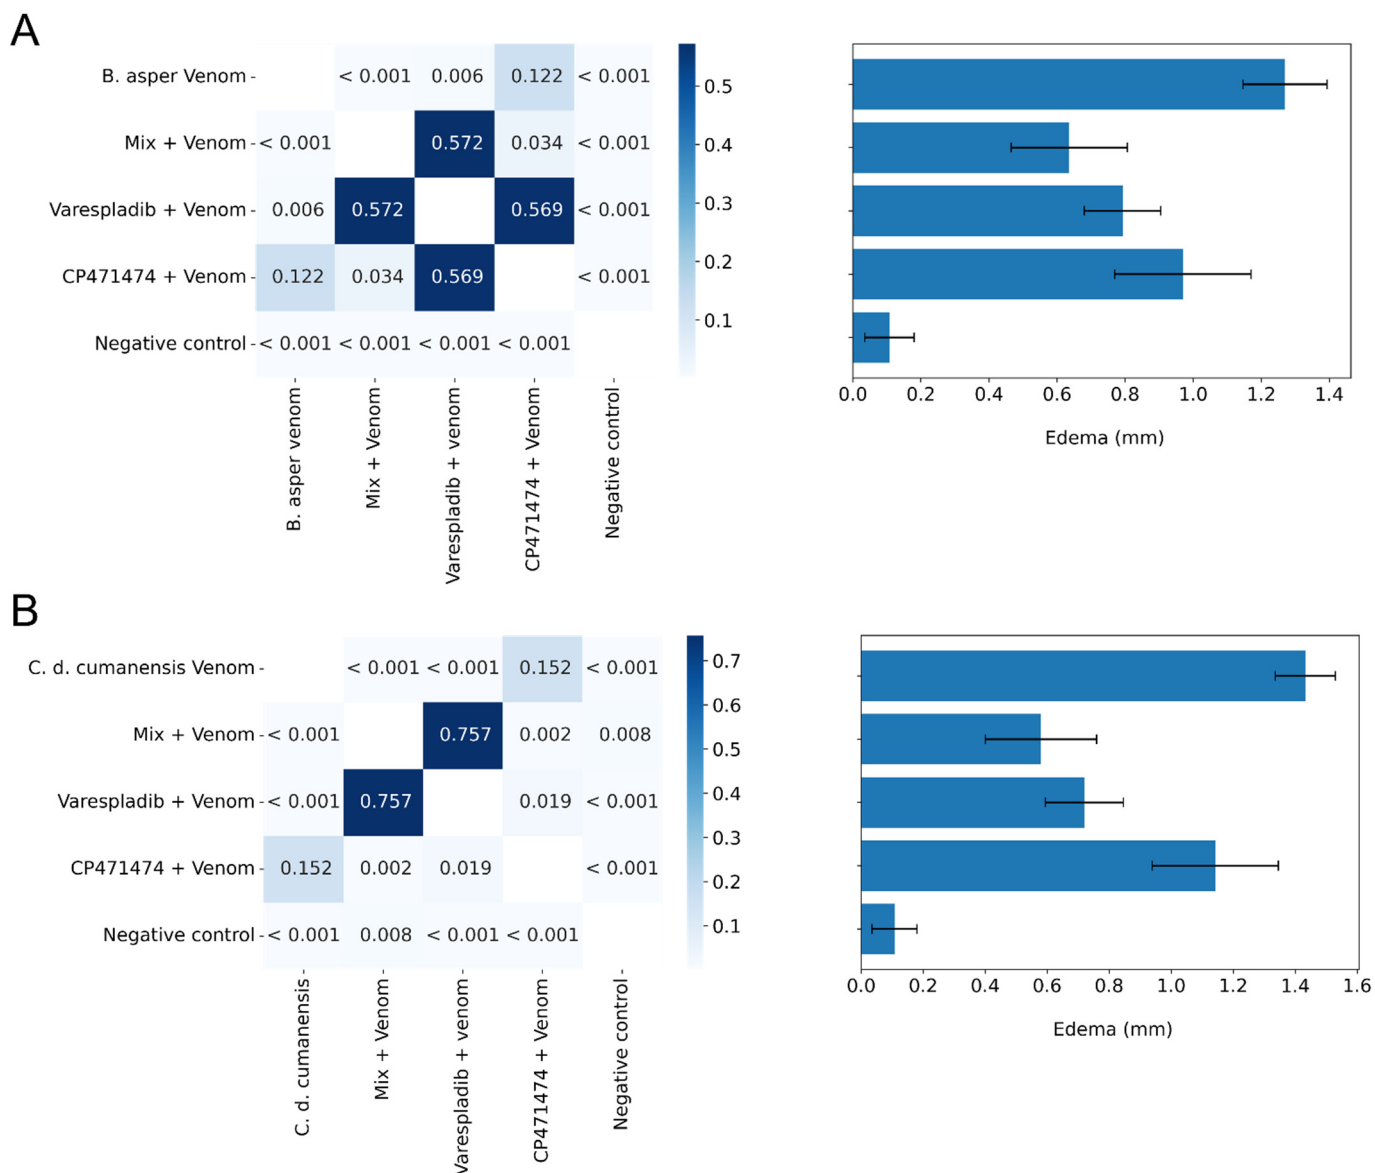 A
B. asper Venom < 0.001 0.006 0.122 < 0.001
Mix + Venom < 0.001 0.572 0.034 < 0.001
Varespladib + Venom 0.006 0.572 0.569 < 0.001
CP471474 + Venom 0.122 0.034 0.569 < 0.001
Negative control < 0.001 < 0.001 < 0.001 < 0.001
B. asper venom
Mix + Venom
Varespladib + venom
CP471474 + Venom
Negative control
0.5
0.4
0.3
0.2
0.1
0.0 0.2 0.4 0.6 0.8 1.0 1.2 1.4
Edema (mm)
B
C. d. cumanensis Venom < 0.001 < 0.001 0.152 < 0.001
Mix + Venom < 0.001 0.757 0.002 0.008
Varespladib + Venom < 0.001 0.757 0.019 < 0.001
CP471474 + Venom 0.152 0.002 0.019 < 0.001
Negative control < 0.001 0.008 < 0.001 < 0.001
C. d. cumanensis
Mix + Venom
Varespladib + venom
CP471474 + Venom
Negative control
0.7
0.6
0.5
0.4
0.3
0.2
0.1
0.0 0.2 0.4 0.6 0.8 1.0 1.2 1.4 1.6
Edema (mm)